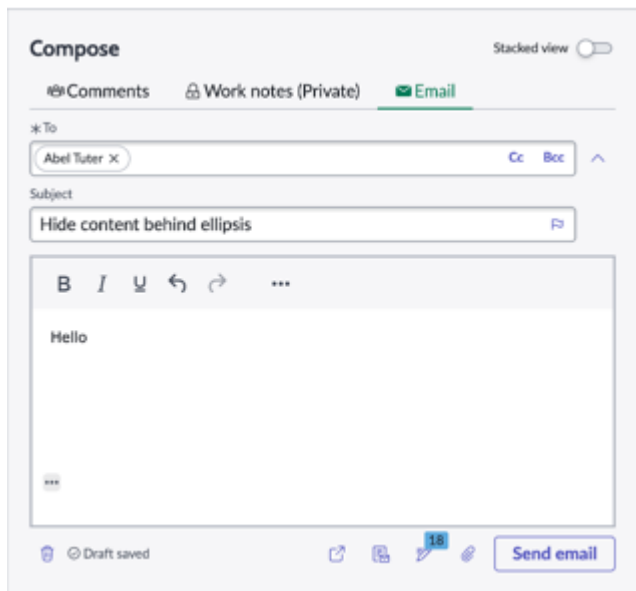 Compose
Stacked view
Comments Work notes (Private) Email
* To
Abel Tuter × Cc Bcc
Subject
Hide content behind ellipsis
B I U •••
Hello
•••
18
Draft saved Send email